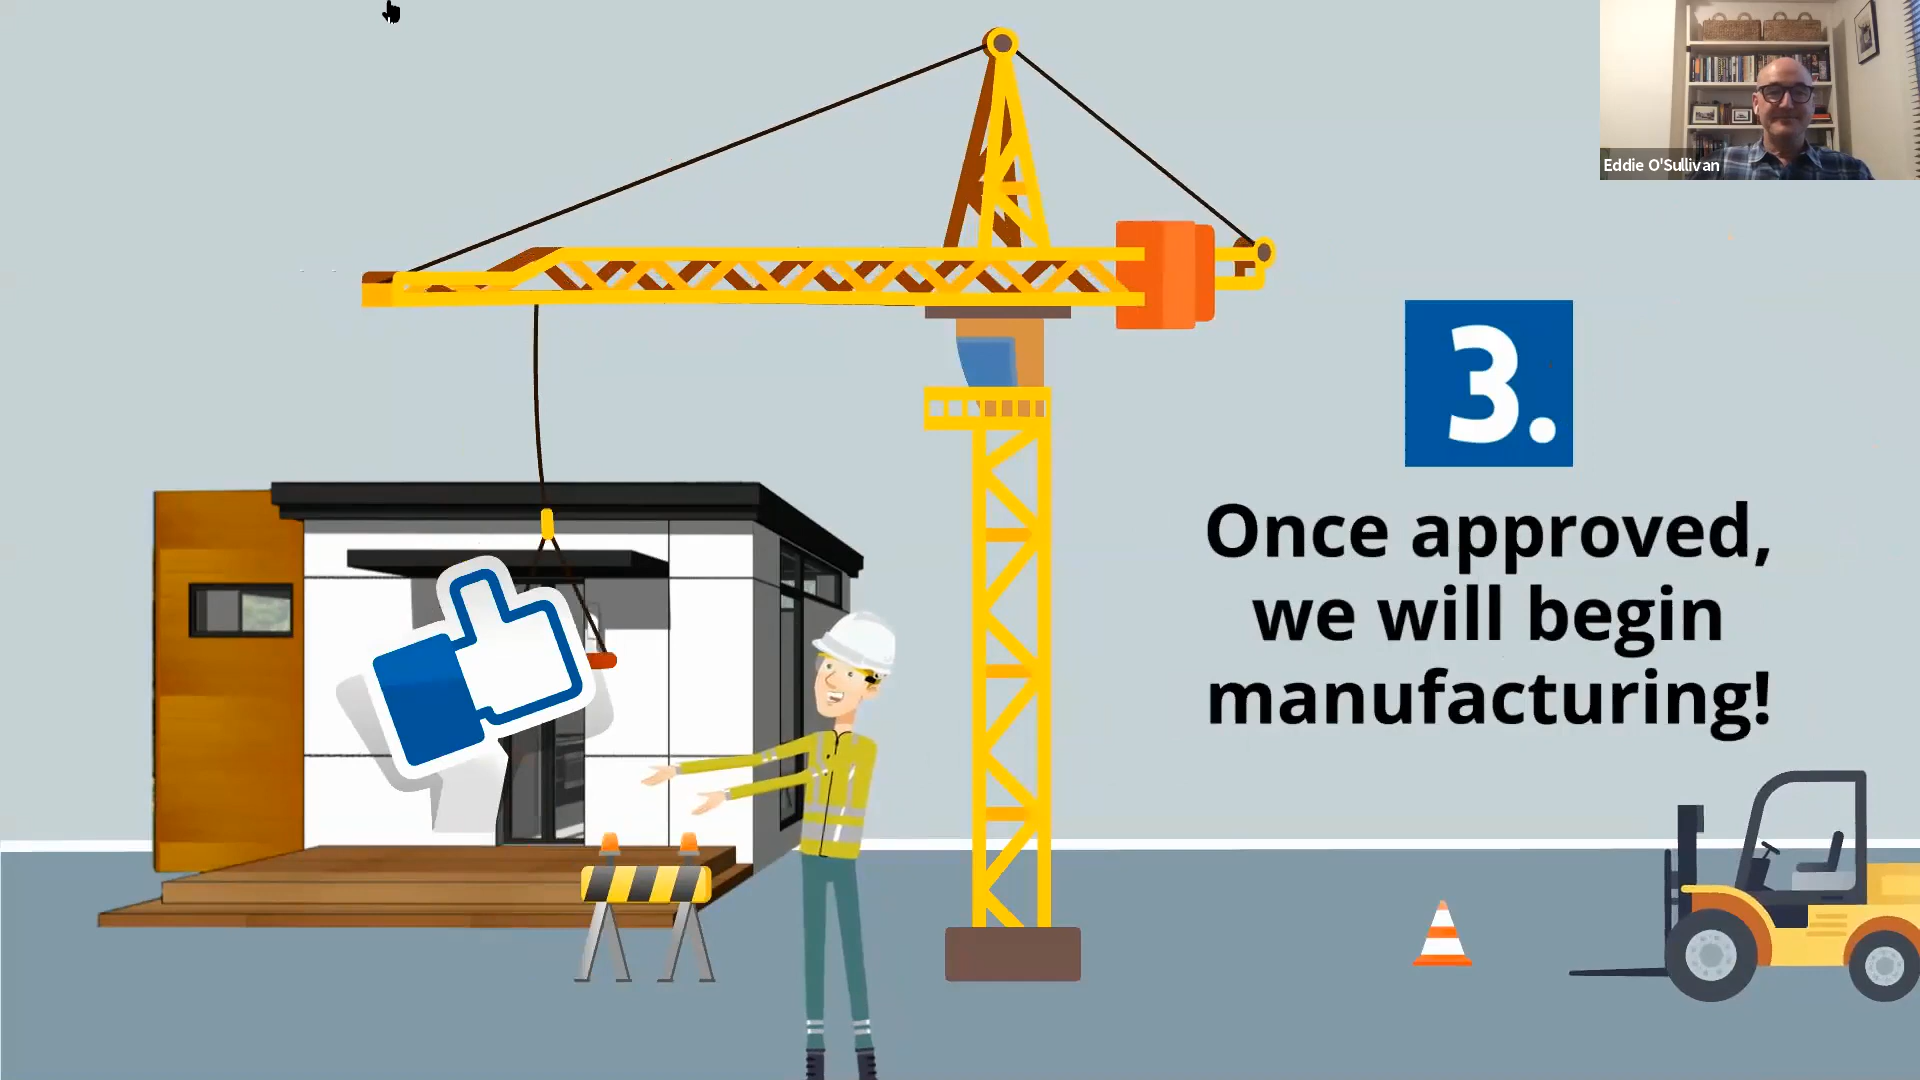 Eddie O'Sullivan
3.
Once approved,
we will begin
manufacturing!